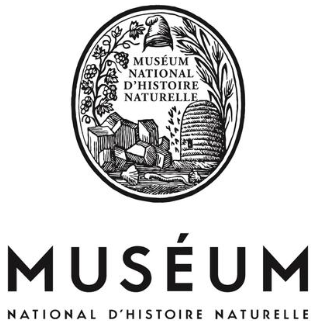 MUSÉUM
NATIONAL
D'HISTOIRE
NATURELLE
MUSÉUM
NATIONAL D'HISTOIRE NATURELLE